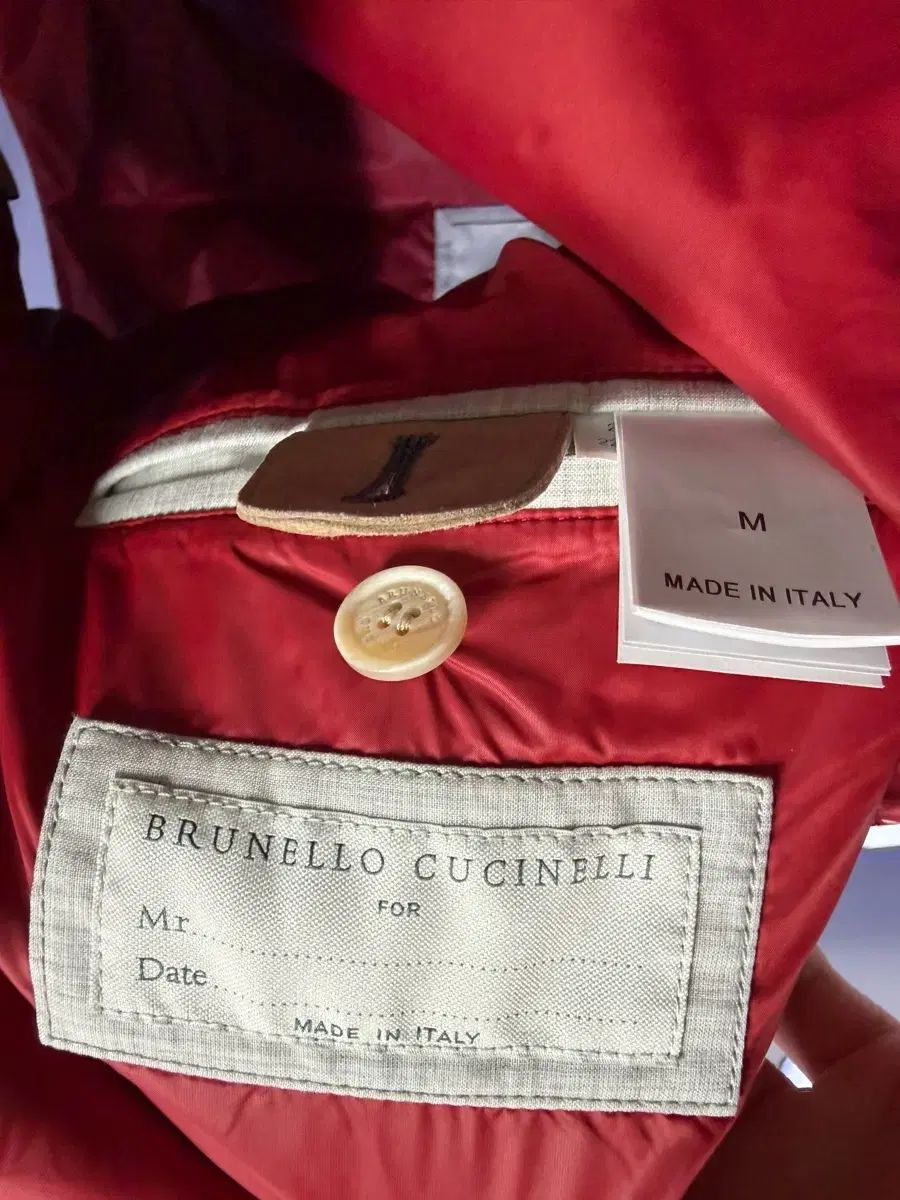 M
MADE IN ITALY
BRUNELLO CUCINELLI
FOR
Mr
Date
MADE IN ITALY